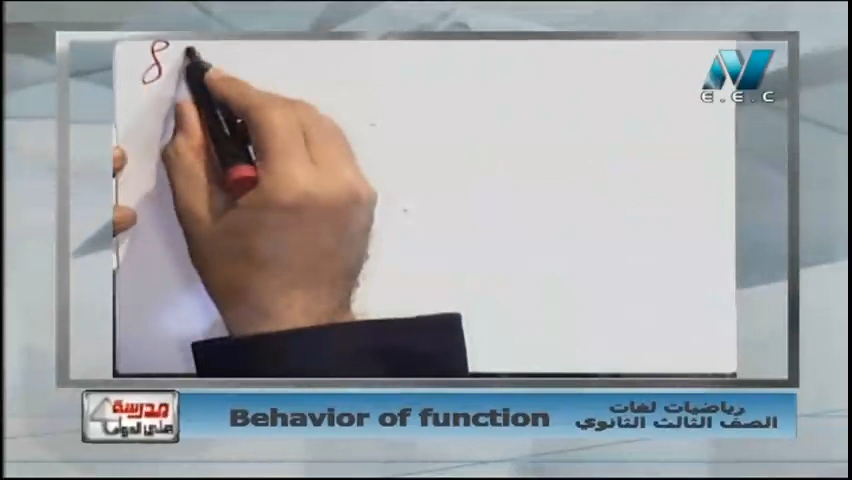 8
E.E.C
مدرسة
على الهواء
Behavior of function
رياضيات لغات
الصف الثالث الثانوي